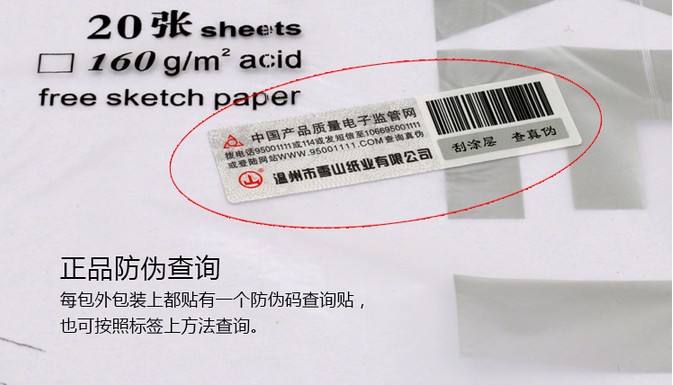 20张 sheets
160 g/m² acid
free sketch paper
中国产品质量电子监管网
拨电话95001111或114或发短信至106695001111
或登陆网站WWW.95001111.COM查询真伪
温州市雪山纸业有限公司
刮涂层 查真伪
正品防伪查询
每包外包装上都贴有一个防伪码查询贴，
也可按照标签上方法查询。